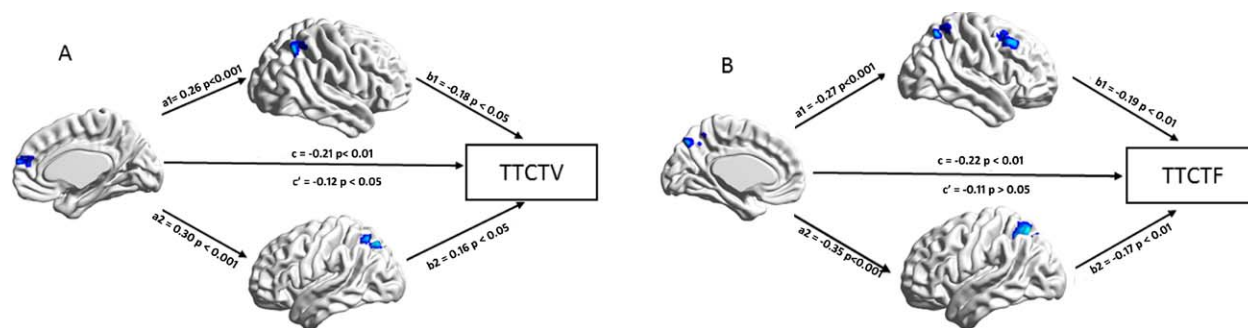 A
a1= 0.26 p<0.001
b1 = -0.18 p < 0.05
c = -0.21 p< 0.01
c' = -0.12 p < 0.05
TTCTV
a2 = 0.30 p < 0.001
b2 = 0.16 p < 0.05
B
a1 = -0.27 p<0.001
b1 = -0.19 p < 0.01
c = -0.22 p < 0.01
c' = -0.11 p > 0.05
TTCTF
a2 = -0.35 p<0.001
b2 = -0.17 p < 0.01